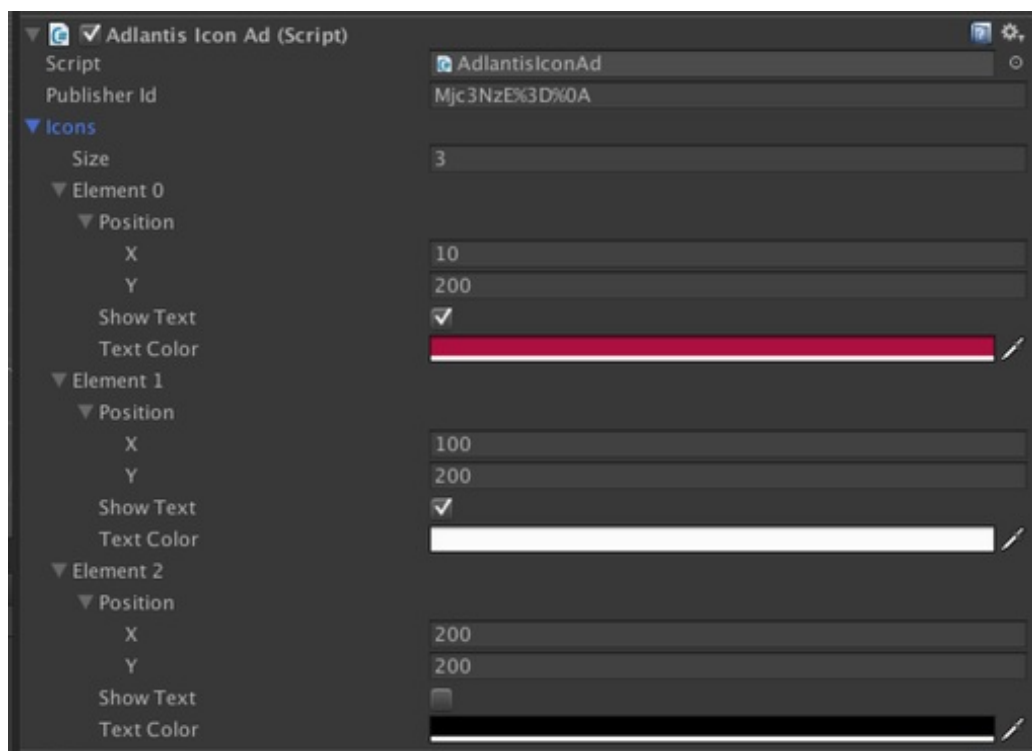 Adlantis Icon Ad (Script)
Script AdlantisIconAd
Publisher Id Mjc3NzE%3D%0A
Icons
Size 3
Element 0
Position
X 10
Y 200
Show Text
Text Color
Element 1
Position
X 100
Y 200
Show Text
Text Color
Element 2
Position
X 200
Y 200
Show Text
Text Color